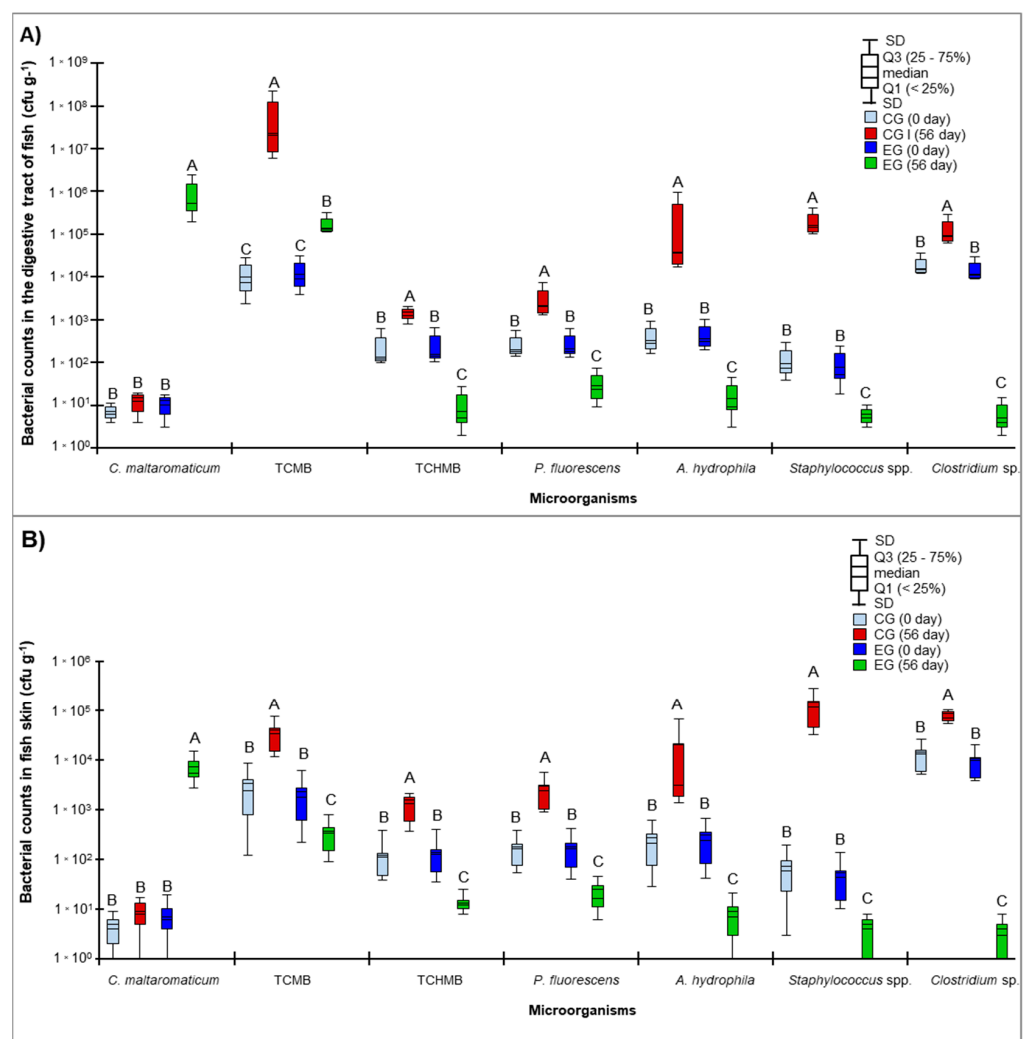 A)
SD
Q3 (25 - 75%)
median
Q1 (< 25%)
SD
CG (0 day)
CG I (56 day)
EG (0 day)
EG (56 day)
Bacterial counts in the digestive tract of fish (cfu g-1)
1 × 10⁹
1 × 10⁸
1 × 10⁷
1 × 10⁶
1 × 10⁵
1 × 10⁴
1 × 10³
1 × 10²
1 × 10¹
1 × 10⁰
B B B A
C A C B
B A B C
B A B C
B A B C
B A B C
B A B C
C. maltaromaticum TCMB TCHMB P. fluorescens A. hydrophila Staphylococcus spp. Clostridium sp.
Microorganisms
B)
SD
Q3 (25 - 75%)
median
Q1 (< 25%)
SD
CG (0 day)
CG (56 day)
EG (0 day)
EG (56 day)
Bacterial counts in fish skin (cfu g-1)
1 × 10⁶
1 × 10⁵
1 × 10⁴
1 × 10³
1 × 10²
1 × 10¹
1 × 10⁰
B B B A
B A B C
B A B C
B A B C
B A B C
B A B C
B A B C
C. maltaromaticum TCMB TCHMB P. fluorescens A. hydrophila Staphylococcus spp. Clostridium sp.
Microorganisms